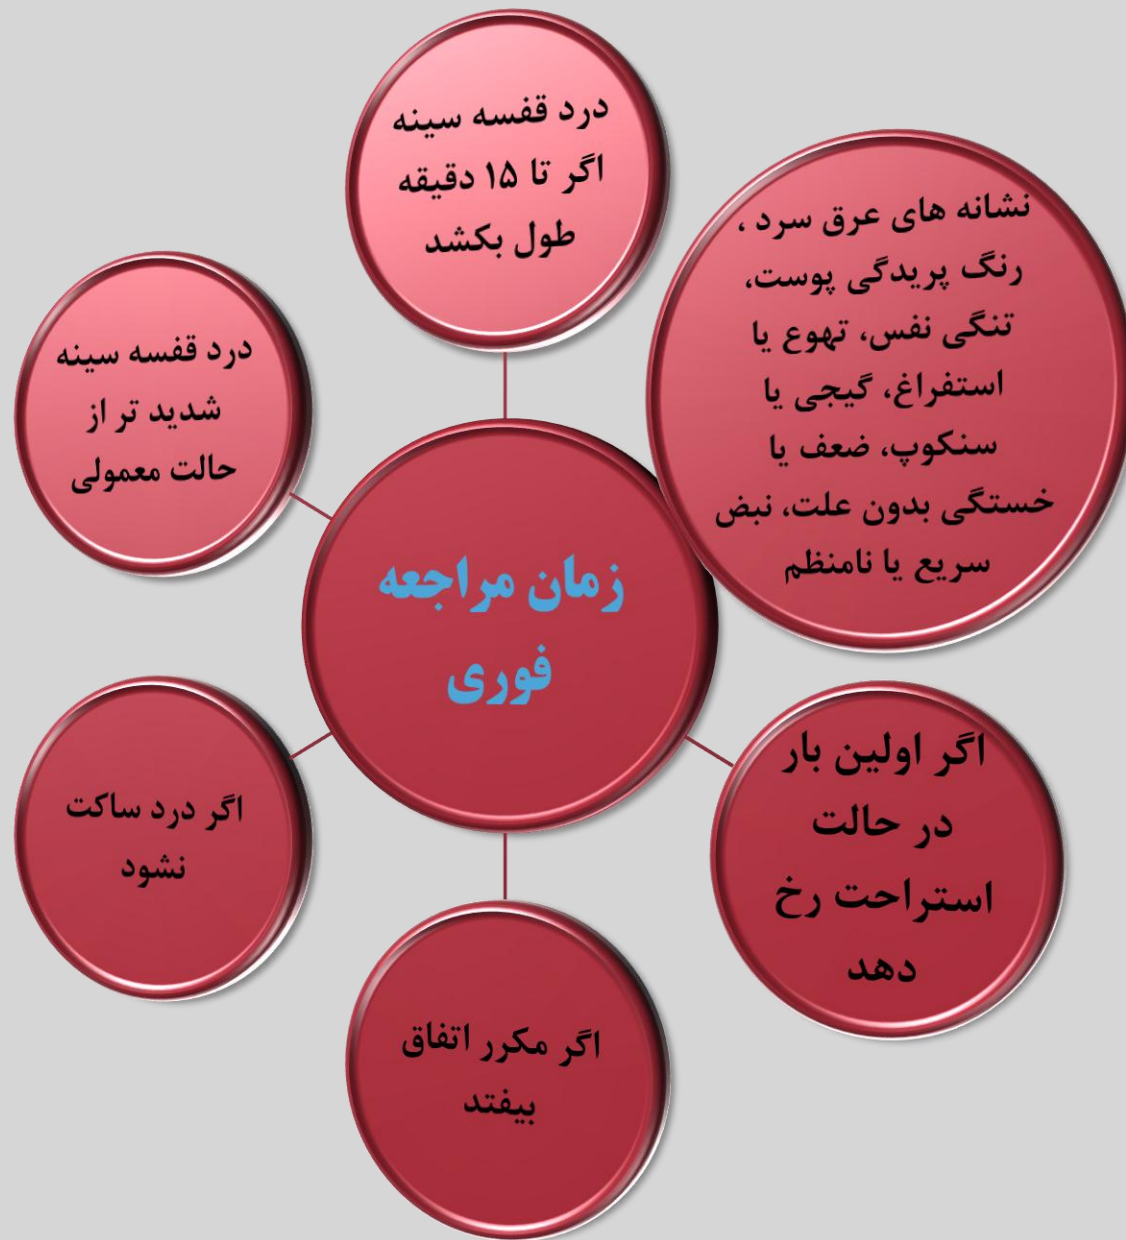 درد قفسه سینه
اگر تا ۱۵ دقیقه
طول بکشد
نشانه های عرق سرد ،
رنگ پریدگی پوست،
تنگی نفس، تهوع یا
استفراغ، گیجی یا
سنکوپ، ضعف یا
خستگی بدون علت، نبض
سریع یا نامنظم
درد قفسه سینه
شدید تر از
حالت معمولی
زمان مراجعه
فوری
اگر اولین بار
در حالت
استراحت رخ
دهد
اگر درد ساکت
نشود
اگر مکرر اتفاق
بیفتد